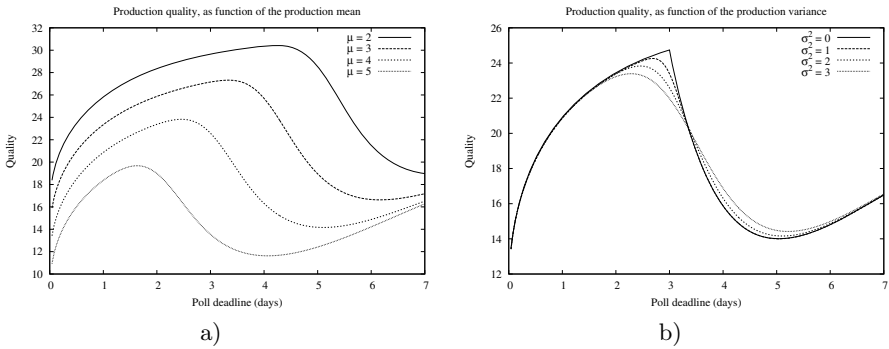 Production quality, as function of the production mean
32
30
28
26
24
22
20
18
16
14
12
10
Quality
μ = 2
μ = 3
μ = 4
μ = 5
0 1 2 3 4 5 6 7
Poll deadline (days)
a)
Production quality, as function of the production variance
26
24
22
20
18
16
14
12
Quality
σ² = 0
σ² = 1
σ² = 2
σ² = 3
0 1 2 3 4 5 6 7
Poll deadline (days)
b)